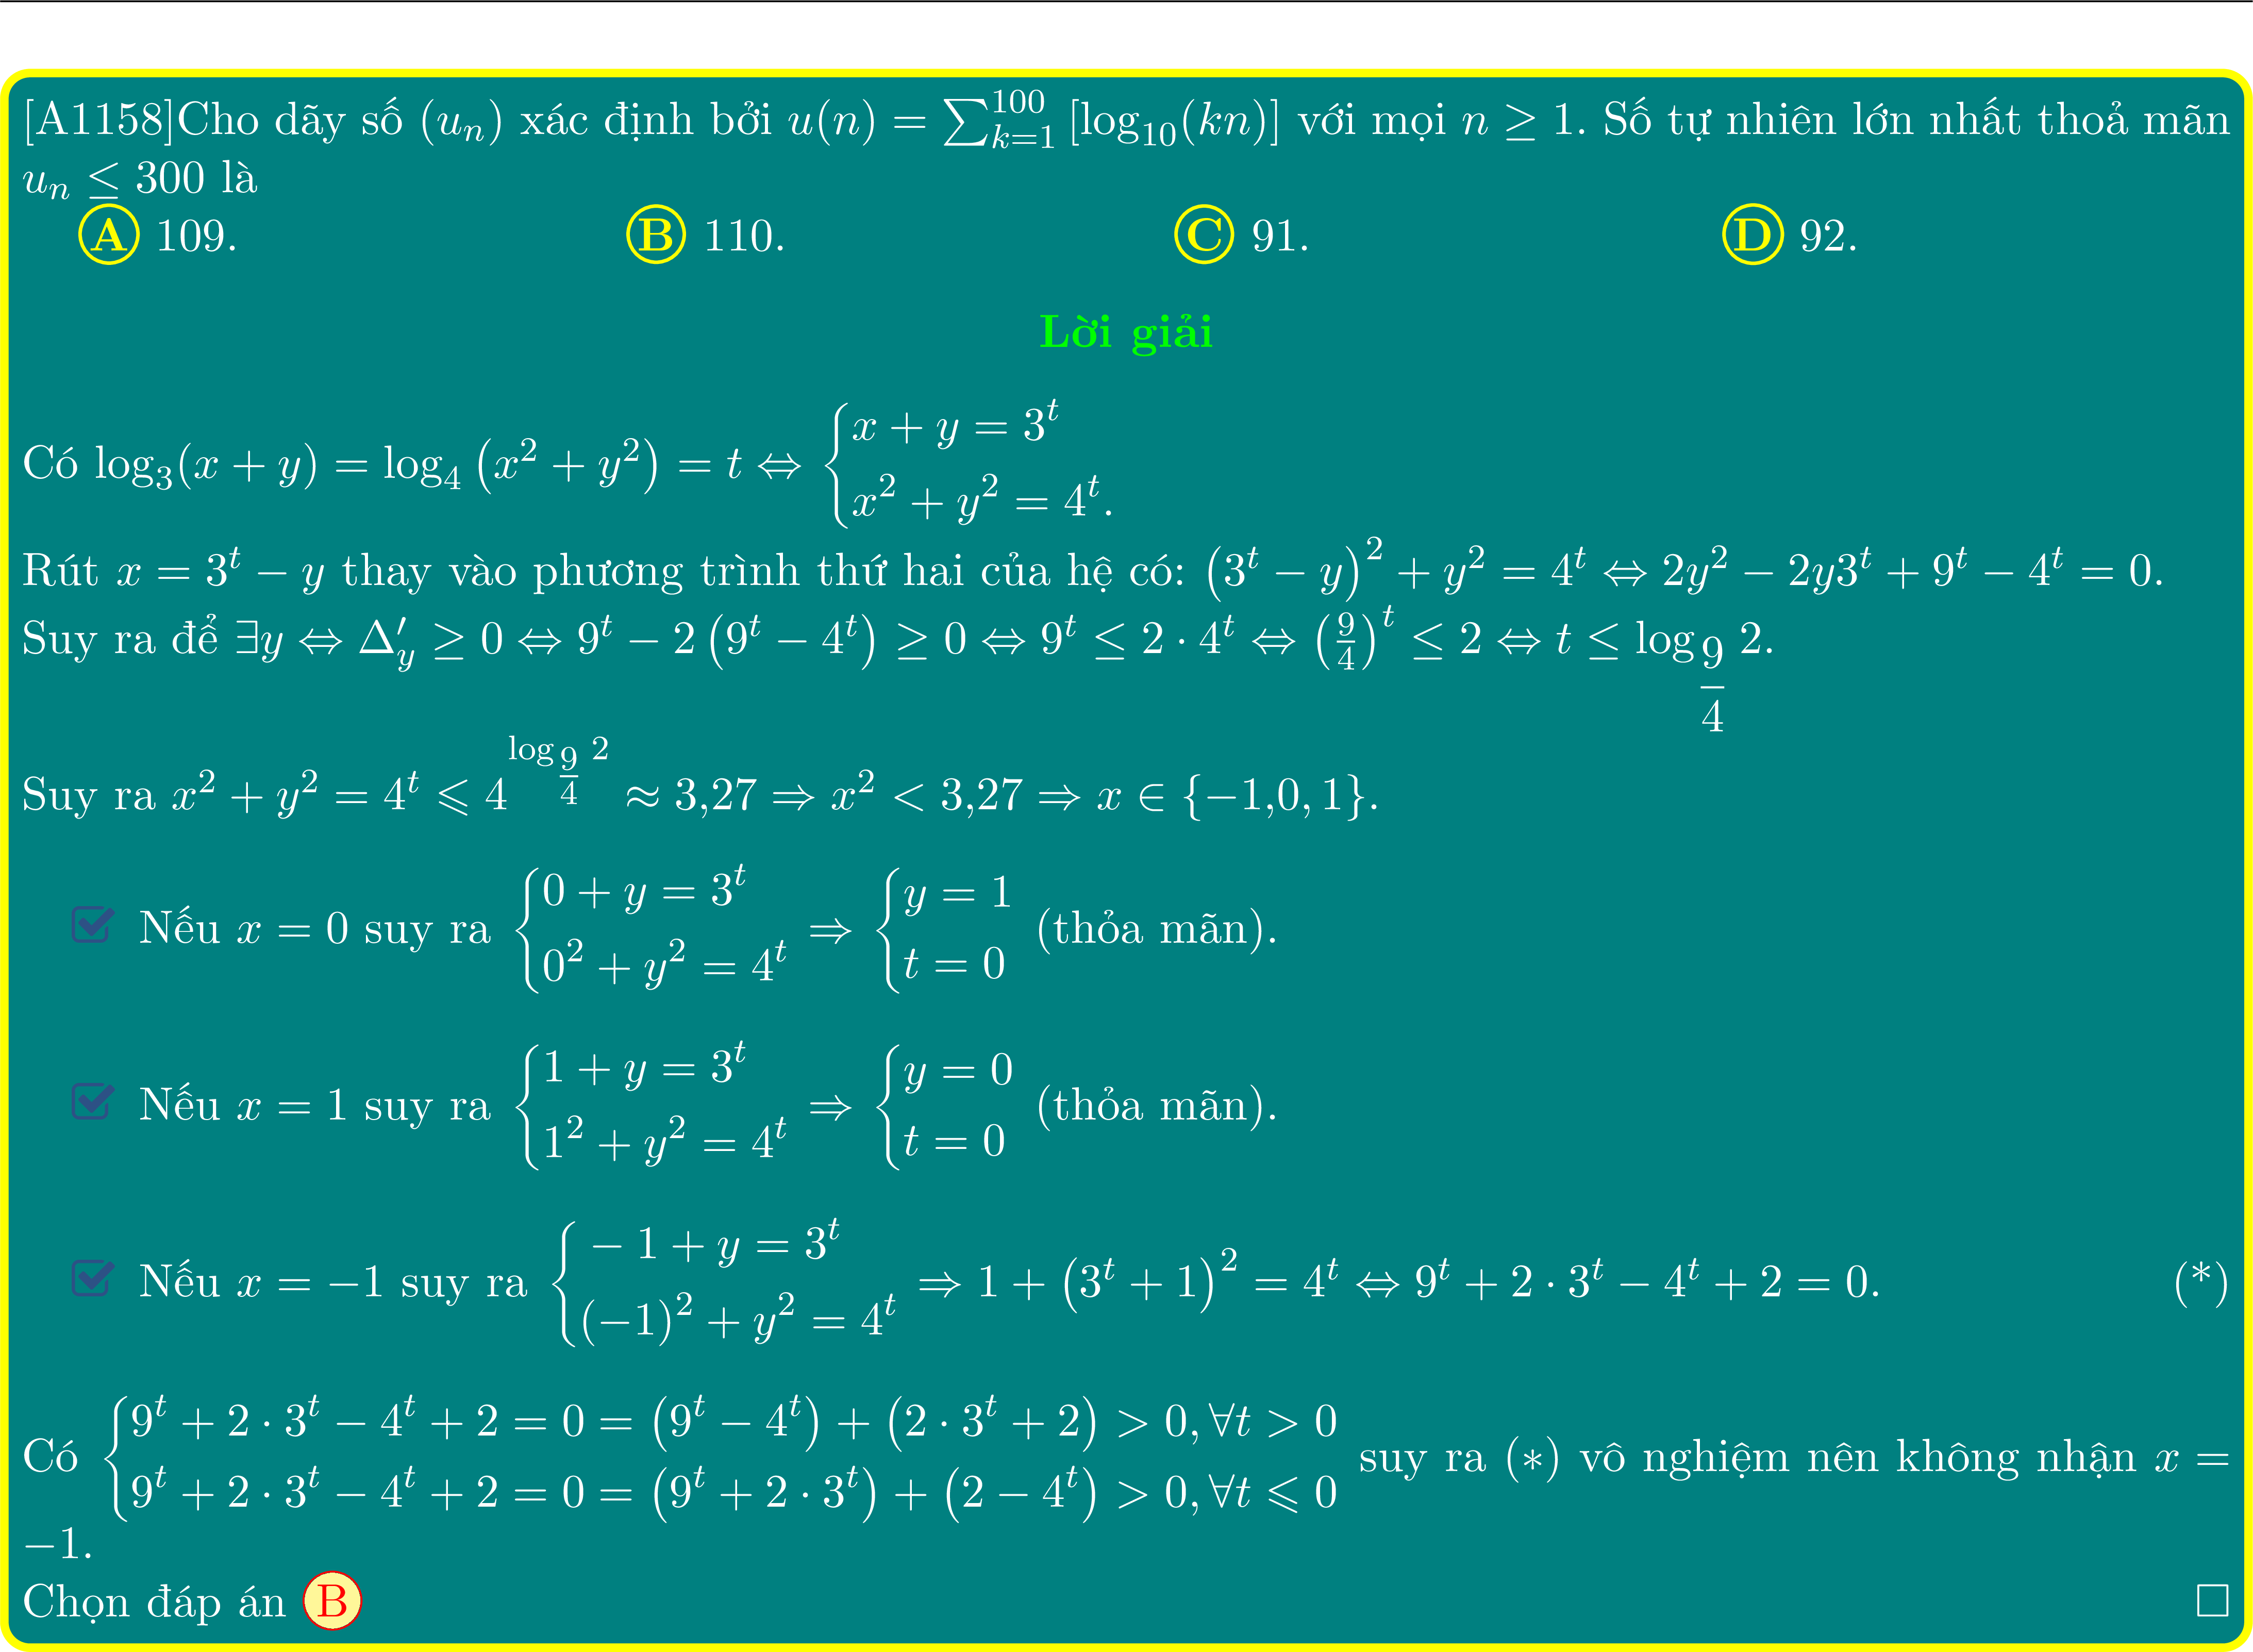 [A1158]Cho dãy số $(u_n)$ xác định bởi $u(n) = \sum_{k=1}^{100} [\log_{10}(kn)]$ với mọi $n \geq 1$. Số tự nhiên lớn nhất thoả mãn
$u_n \leq 300$ là
A 109. B 110. C 91. D 92.
Lời giải
Có $\log_3(x + y) = \log_4 (x^2 + y^2) = t \Leftrightarrow \begin{cases} x + y = 3^t \\ x^2 + y^2 = 4^t. \end{cases}$
Rút $x = 3^t - y$ thay vào phương trình thứ hai của hệ có: $(3^t - y)^2 + y^2 = 4^t \Leftrightarrow 2y^2 - 2y3^t + 9^t - 4^t = 0.$
Suy ra để $\exists y \Leftrightarrow \Delta'_y \geq 0 \Leftrightarrow 9^t - 2 (9^t - 4^t) \geq 0 \Leftrightarrow 9^t \leq 2 \cdot 4^t \Leftrightarrow (\frac{9}{4})^t \leq 2 \Leftrightarrow t \leq \log_{\frac{9}{4}} 2.$
Suy ra $x^2 + y^2 = 4^t \leqslant 4^{\log_{\frac{9}{4}} 2} \approx 3{,}27 \Rightarrow x^2 < 3{,}27 \Rightarrow x \in \{-1{,}0, 1\}.$
Nếu $x = 0$ suy ra $\begin{cases} 0 + y = 3^t \\ 0^2 + y^2 = 4^t \end{cases} \Rightarrow \begin{cases} y = 1 \\ t = 0 \end{cases}$ (thỏa mãn).
Nếu $x = 1$ suy ra $\begin{cases} 1 + y = 3^t \\ 1^2 + y^2 = 4^t \end{cases} \Rightarrow \begin{cases} y = 0 \\ t = 0 \end{cases}$ (thỏa mãn).
Nếu $x = -1$ suy ra $\begin{cases} -1 + y = 3^t \\ (-1)^2 + y^2 = 4^t \end{cases} \Rightarrow 1 + (3^t + 1)^2 = 4^t \Leftrightarrow 9^t + 2 \cdot 3^t - 4^t + 2 = 0.$ (*)
Có $\begin{cases} 9^t + 2 \cdot 3^t - 4^t + 2 = 0 = (9^t - 4^t) + (2 \cdot 3^t + 2) > 0, \forall t > 0 \\ 9^t + 2 \cdot 3^t - 4^t + 2 = 0 = (9^t + 2 \cdot 3^t) + (2 - 4^t) > 0, \forall t \leqslant 0 \end{cases}$ suy ra $(*)$ vô nghiệm nên không nhận $x =$
$-1.$
Chọn đáp án B □